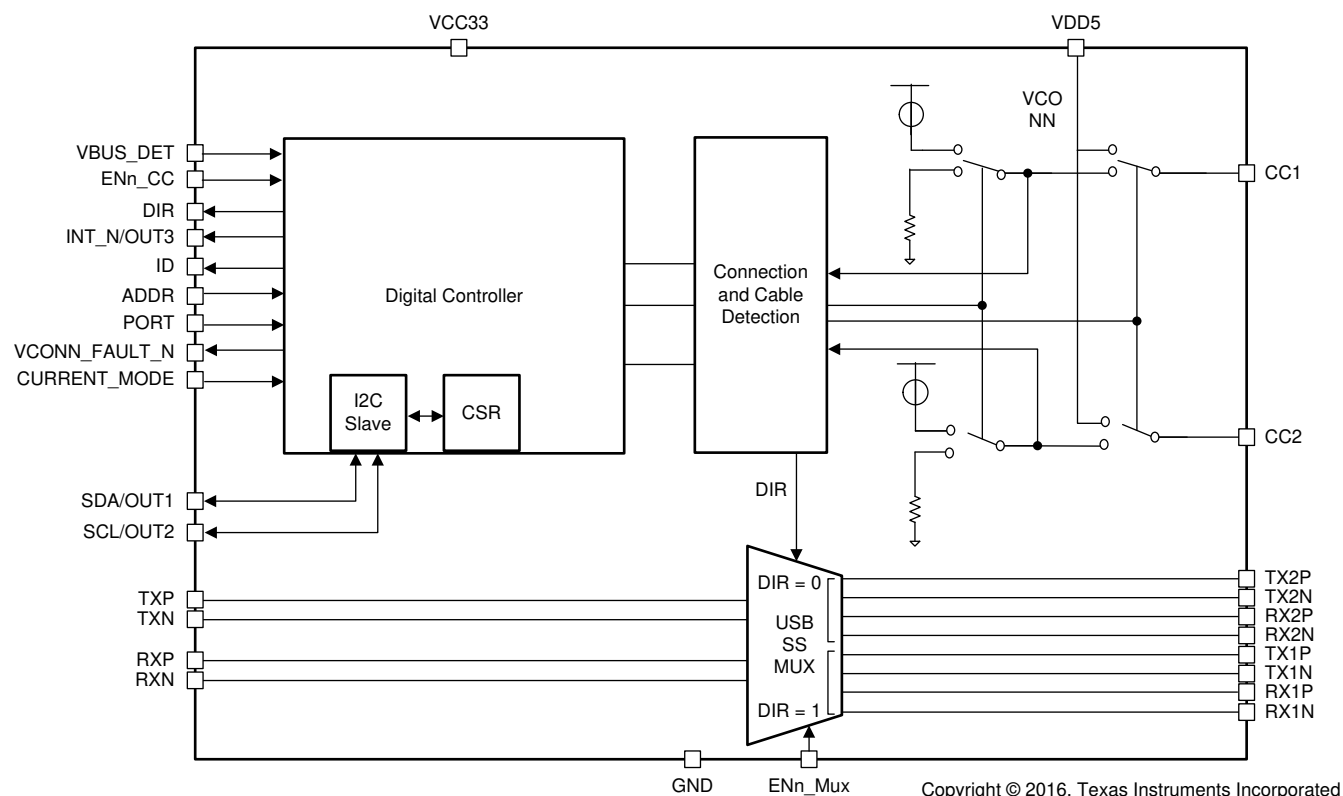 VCC33
VDD5
VCO
NN
VBUS_DET
ENn_CC
DIR
INT_N/OUT3
ID
ADDR
PORT
VCONN_FAULT_N
CURRENT_MODE
Digital Controller
I2C
Slave
CSR
Connection
and Cable
Detection
CC1
CC2
SDA/OUT1
SCL/OUT2
DIR
TXP
TXN
RXP
RXN
DIR = 0
USB
SS
MUX
DIR = 1
TX2P
TX2N
RX2P
RX2N
TX1P
TX1N
RX1P
RX1N
GND
ENn_Mux
Copyright © 2016, Texas Instruments Incorporated